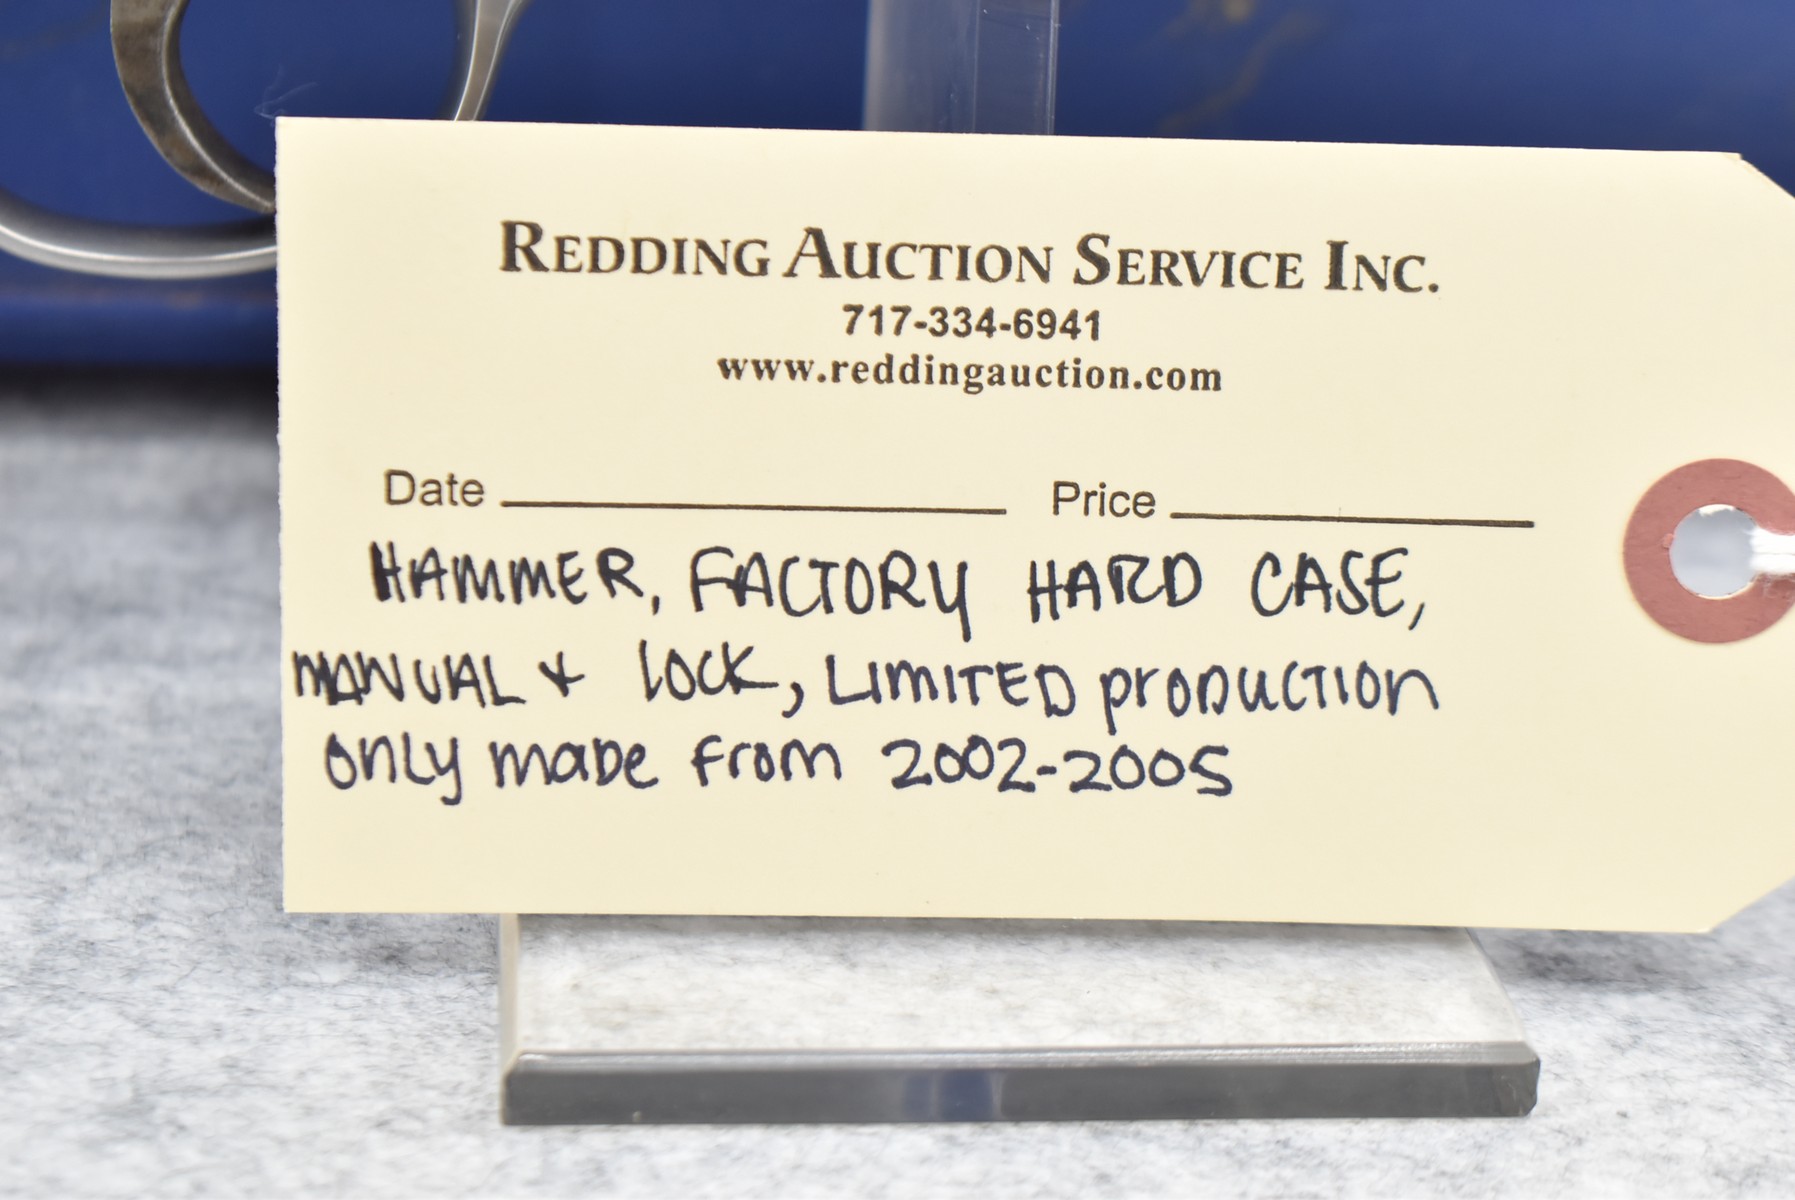 REDDING AUCTION SERVICE INC.
717-334-6941
www.reddingauction.com
Date Price
HAMMER, FACTORY HARD CASE,
MANUAL & LOCK, LIMITED PRODUCTION
ONLY MADE FROM 2002-2005